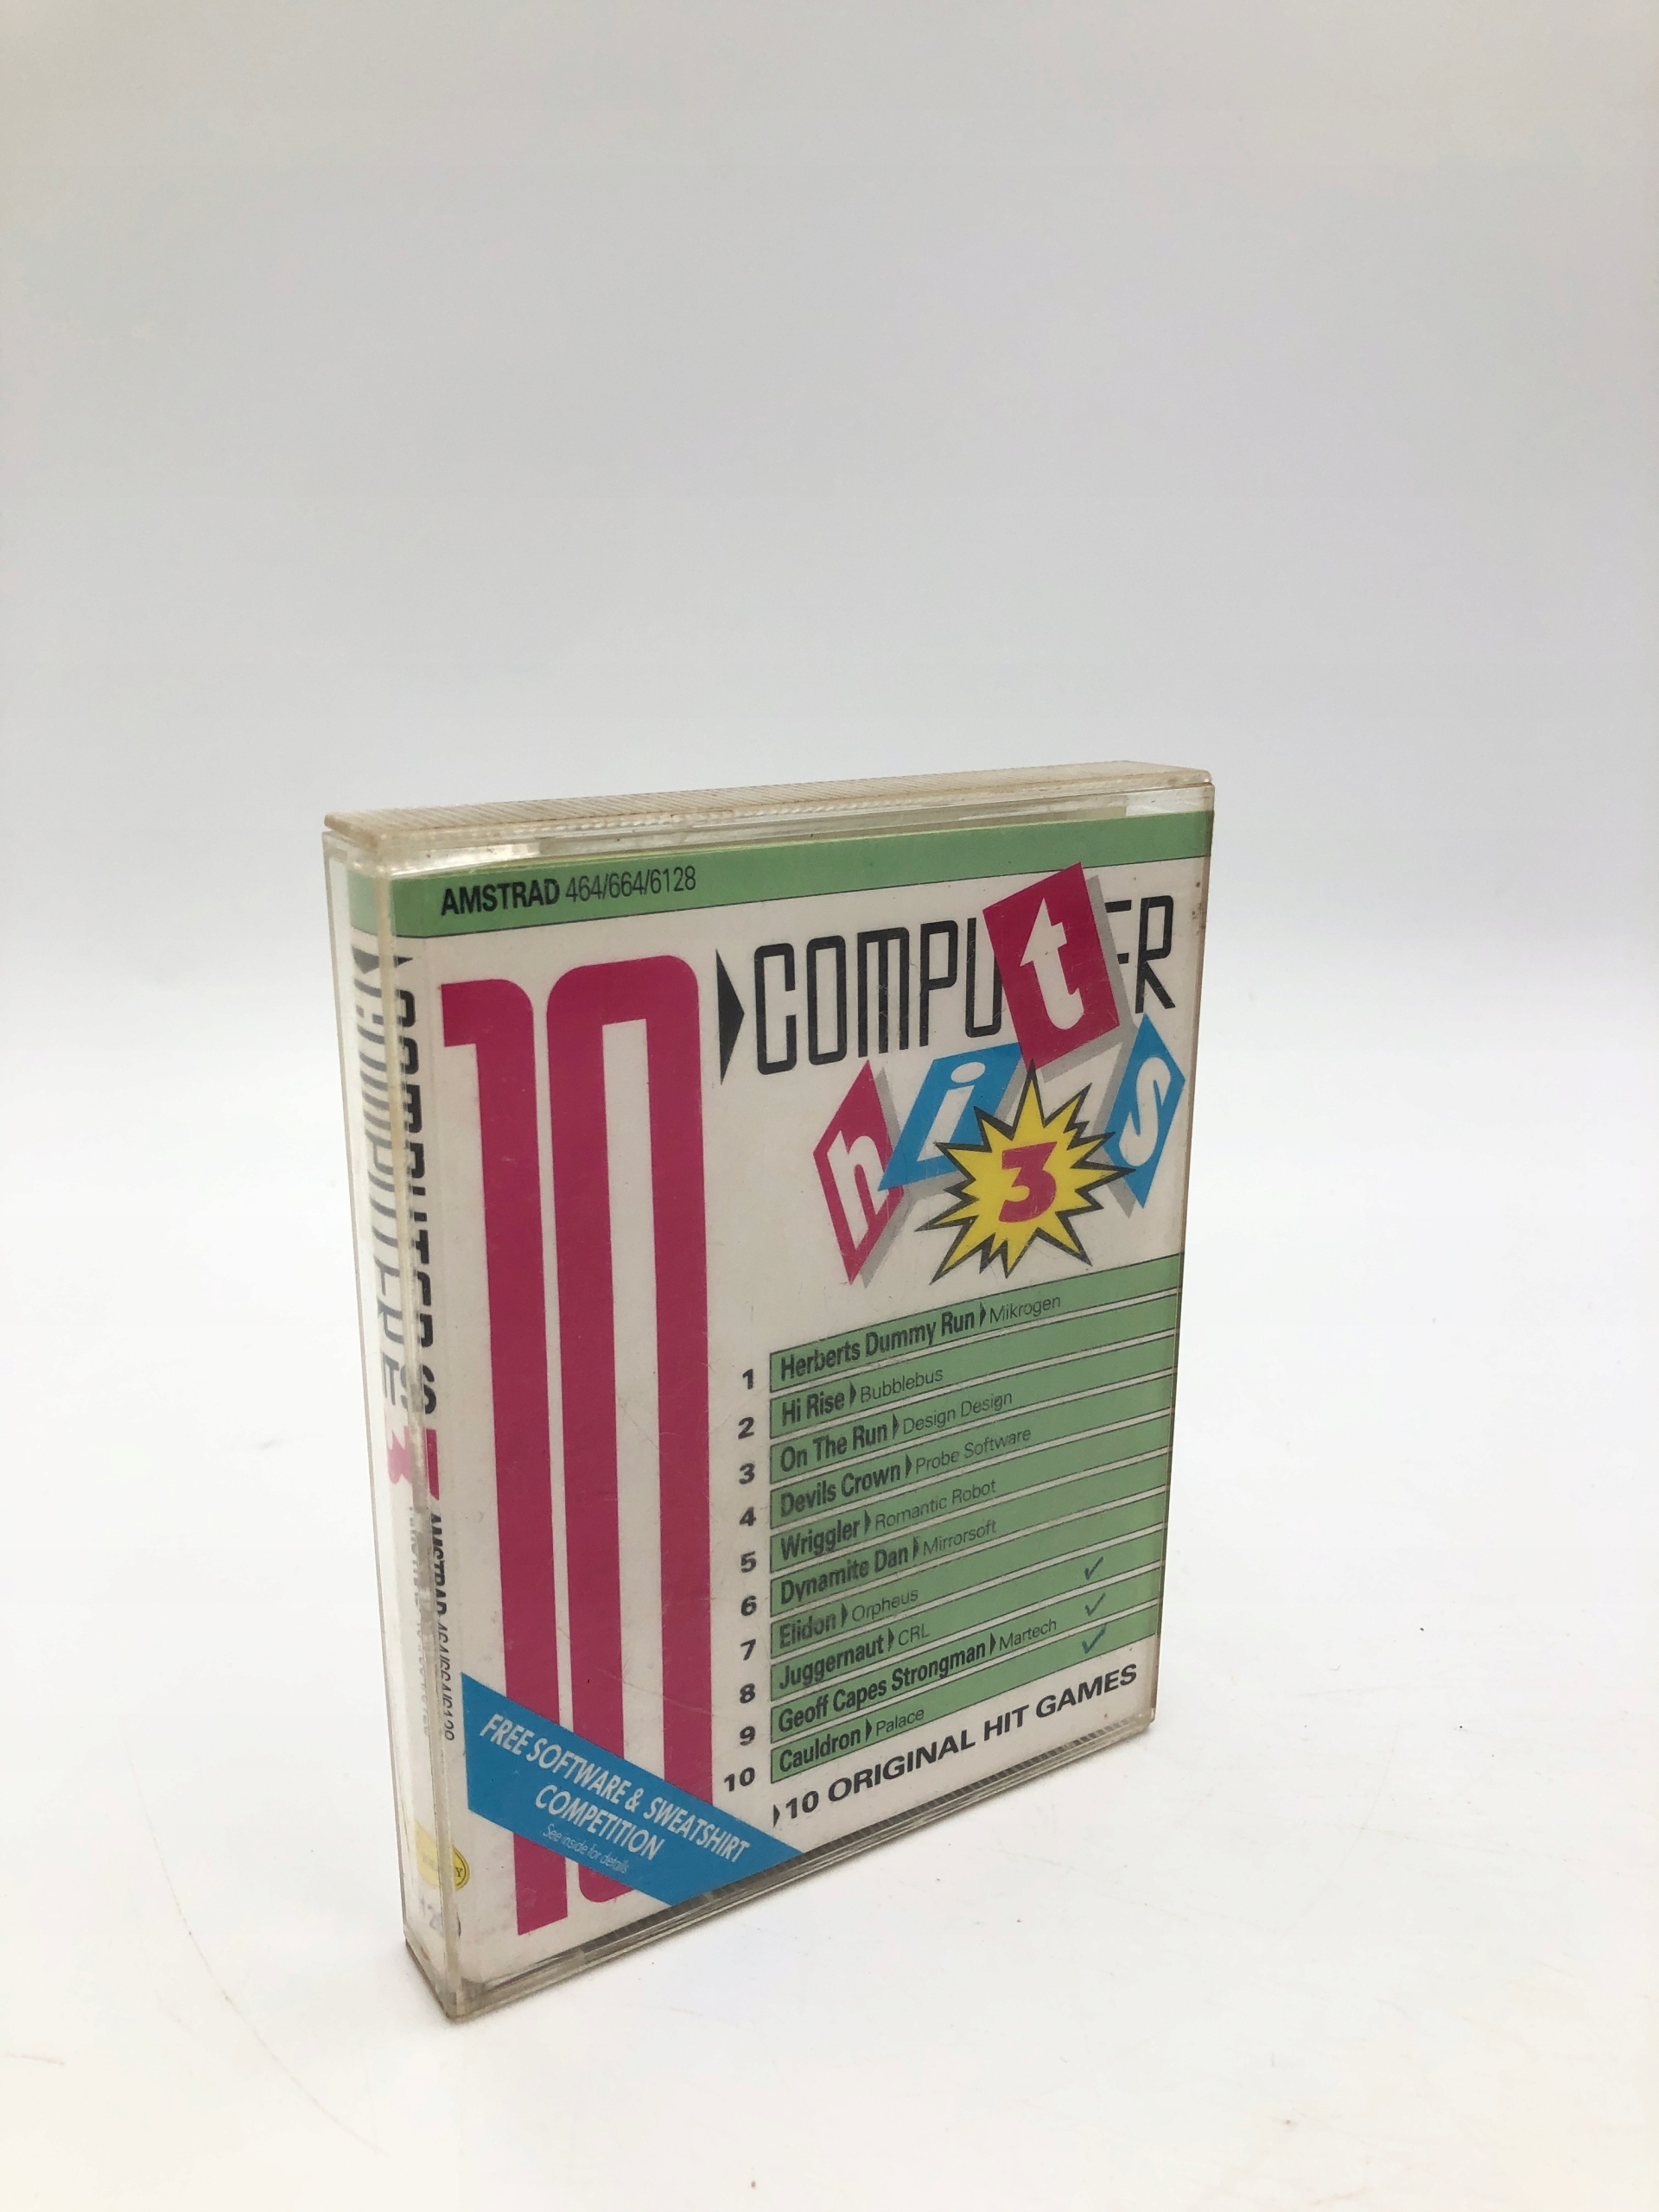 AMSTRAD 464/664/6128
10 COMPUtER
hits
3
1 Herberts Dummy Run Mikrogen
2 Hi Rise Bubblebus
3 On The Run Design Design
4 Devils Crown Probe Software
5 Wriggler Romantic Robot
6 Dynamite Dan Mirrorsoft
7 Elidon Orpheus
8 Juggernaut CRL
9 Geoff Capes Strongman Martech
10 Cauldron Palace
10 ORIGINAL HIT GAMES
FREE SOFTWARE & SWEATSHIRT
COMPETITION
See inside for details